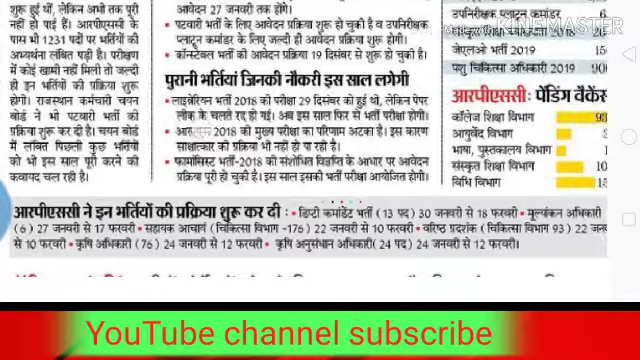 शुरू हुई थीं, लेकिन अभी तक पूरी
नहीं हो पाई हैं। आरपीएससी के
पास भी 1231 पदों पर भर्तियों की
अभ्यर्थना लंबित पड़ी है। परीक्षण
में कोई खामी नहीं मिली तो जल्दी
ही इन भर्तियों की प्रक्रिया शुरू
होगी। राजस्थान कर्मचारी चयन
बोर्ड ने भी पटवारी भर्ती की
प्रक्रिया शुरू कर दी है। चयन बोर्ड
में लंबित पिछली कुछ भर्तियों
को भी इस साल पूरी करने की
कवायद चल रही है।
आवेदन 27 जनवरी तक होंगे।
• पटवारी भर्ती के लिए आवेदन प्रक्रिया शुरू हो चुकी है व उपनिरीक्षक
प्लाटून कमांडर के लिए जल्दी ही आवेदन प्रक्रिया शुरू होगी।
• कॉन्स्टेबल भर्ती की आवेदन प्रक्रिया 19 दिसंबर से शुरू हो चुकी है।
पुरानी भर्तियां जिनकी नौकरी इस साल लगेगी
• लाइब्रेरियन भर्ती 2018 की परीक्षा 29 दिसंबर को हुई थी, लेकिन पेपर
लीक के चलते रद्द हो गई। अब इस साल फिर से भर्ती परीक्षा होगी।
• 2018 की मुख्य परीक्षा का परिणाम अटका है। इस कारण
साक्षात्कार की प्रक्रिया भी नहीं हो पा रही है।
• फार्मासिस्ट भर्ती-2018 की संशोधित विज्ञप्ति के आधार पर आवेदन
प्रक्रिया पूरी हो चुकी है। इस साल इसकी भर्ती परीक्षा आयोजित होगी।
उपनिरीक्षक प्लाटून कमांडर
KINEMASTER
संस्कृत शिक्षा विभाग
जेएलओ भर्ती 2019
पशु चिकित्सा अधिकारी 2019 900
आरपीएससी: पेंडिंग वैकेंस
कॉलेज शिक्षा विभाग
आयुर्वेद विभाग
भाषा, पुस्तकालय विभाग
संस्कृत शिक्षा विभाग
विधि विभाग
आरपीएससी ने इन भर्तियों की प्रक्रिया शुरू कर दी : • डिप्टी कमांडेंट भर्ती (13 पद) 30 जनवरी से 18 फरवरी • मूल्यांकन अधिकारी
(6) 27 जनवरी से 17 फरवरी • सहायक आचार्य (चिकित्सा विभाग -176) 22 जनवरी से 10 फरवरी • वरिष्ठ प्रदर्शक (चिकित्सा विभाग 93) 22 जनव
से 10 फरवरी • कृषि अधिकारी (76) 24 जनवरी से 12 फरवरी • कृषि अनुसंधान अधिकारी (24 पद) 24 जनवरी से 12 फरवरी।
YouTube channel subscribe